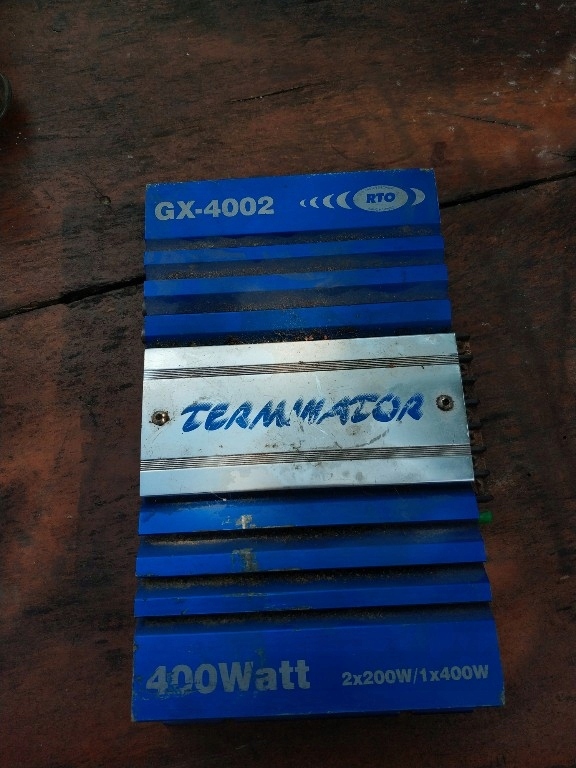 GX-4002
RTO
TERMINATOR
400Watt
2x200W/1x400W